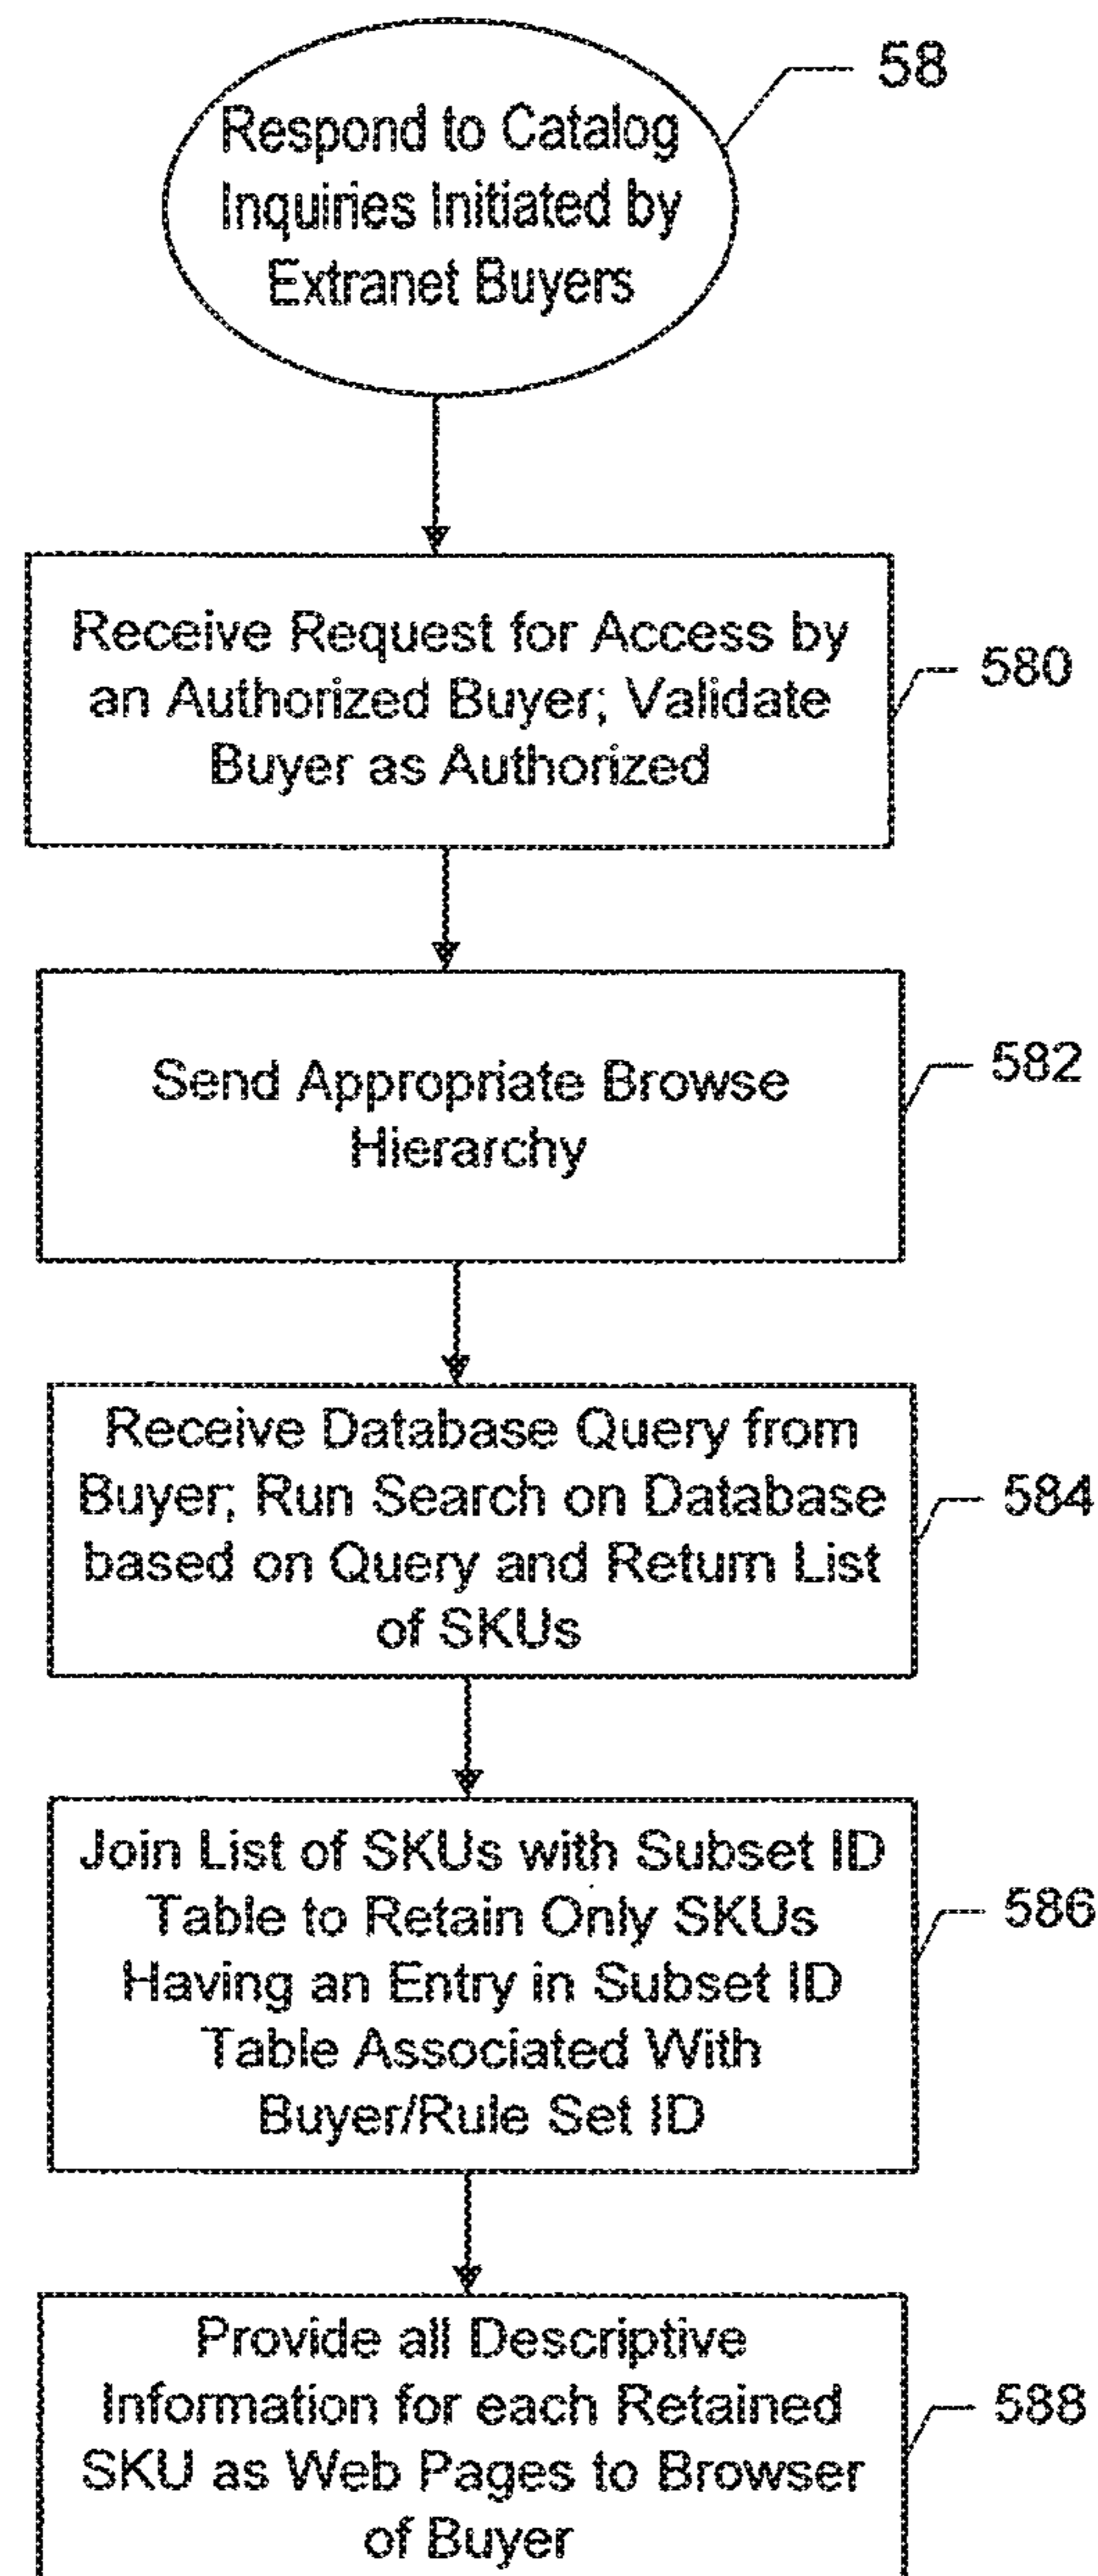 58
Respond to Catalog
Inquiries Initiated by
Extranet Buyers
Receive Request for Access by
an Authorized Buyer; Validate
Buyer as Authorized
580
Send Appropriate Browse
Hierarchy
582
Receive Database Query from
Buyer; Run Search on Database
based on Query and Return List
of SKUs
584
Join List of SKUs with Subset ID
Table to Retain Only SKUs
Having an Entry in Subset ID
Table Associated With
Buyer/Rule Set ID
586
Provide all Descriptive
Information for each Retained
SKU as Web Pages to Browser
of Buyer
588